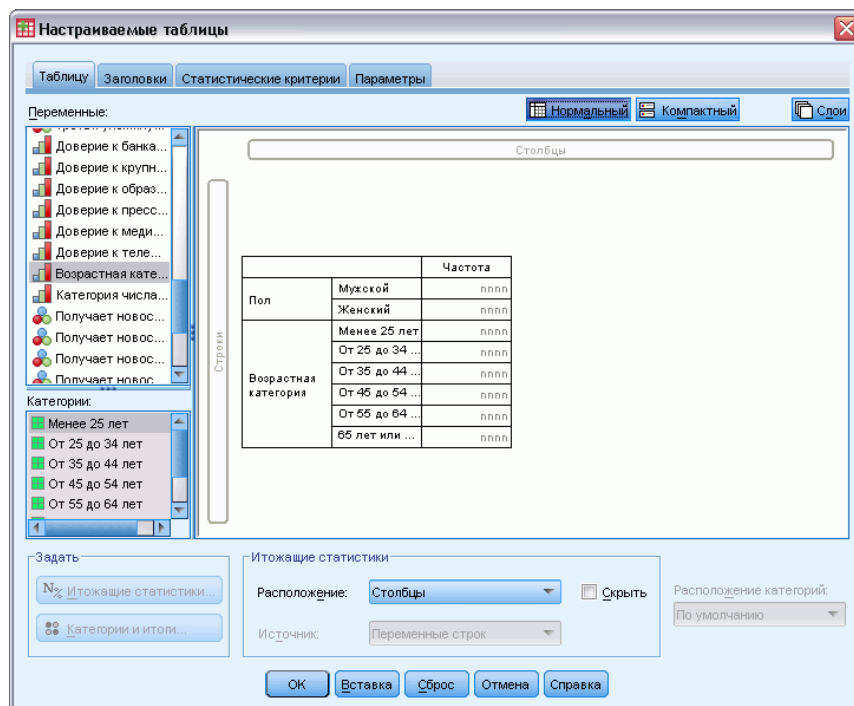 Настраиваемые таблицы
Таблицу Заголовки Статистические критерии Параметры
Переменные:
Нормальный Компактный Слои
Доверие к банка...
Доверие к крупн...
Доверие к образ...
Доверие к пресс...
Доверие к меди...
Доверие к теле...
Возрастная кате...
Категория числа...
Получает новос...
Получает новос...
Получает новос...
Получает новос
Категории:
Менее 25 лет
От 25 до 34 лет
От 35 до 44 лет
От 45 до 54 лет
От 55 до 64 лет
Столбцы
Строки
Частота
Пол
Мужской nnnn
Женский nnnn
Возрастная категория
Менее 25 лет nnnn
От 25 до 34 ... nnnn
От 35 до 44 ... nnnn
От 45 до 54 ... nnnn
От 55 до 64 ... nnnn
65 лет или ... nnnn
Задать
N% Итожащие статистики...
Категории и итоги...
Итожащие статистики
Расположение: Столбцы Скрыть
Источник: Переменные строк
Расположение категорий:
По умолчанию
OK Вставка Сброс Отмена Справка